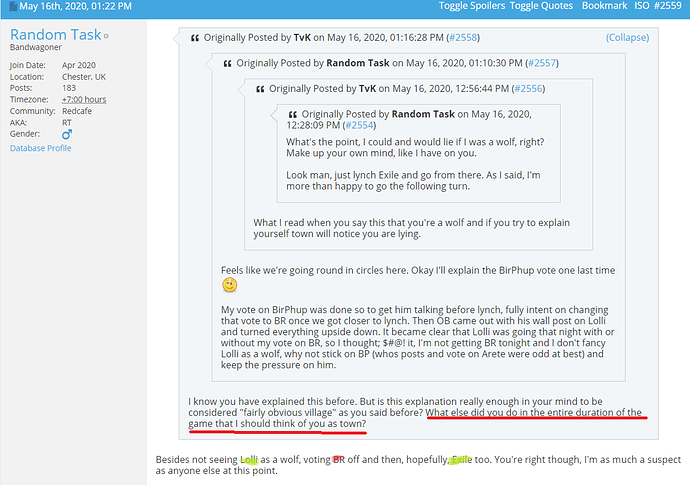 May 16th, 2020, 01:22 PM
Toggle Spoilers Toggle Quotes Bookmark ISO #2559
Random Task
Bandwagoner
Join Date: Apr 2020
Location: Chester, UK
Posts: 183
Timezone: +7:00 hours
Community: Redcafe
AKA: RT
Gender:
Database Profile
Originally Posted by TvK on May 16, 2020, 01:16:28 PM (#2558)
(Collapse)
Originally Posted by Random Task on May 16, 2020, 01:10:30 PM (#2557)
Originally Posted by TvK on May 16, 2020, 12:56:44 PM (#2556)
Originally Posted by Random Task on May 16, 2020,
12:28:09 PM (#2554)
What's the point, I could and would lie if I was a wolf, right?
Make up your own mind, like I have on you.
Look man, just lynch Exile and go from there. As I said, I'm
more than happy to go the following turn.
What I read when you say this that you're a wolf and if you try to explain
yourself town will notice you are lying.
Feels like we're going round in circles here. Okay I'll explain the BirPhup vote one last time
My vote on BirPhup was done so to get him talking before lynch, fully intent on changing
that vote to BR once we got closer to lynch. Then OB came out with his wall post on Lolli
and turned everything upside down. It became clear that Lolli was going that night with or
without my vote on BR, so I thought; $#@! it, I'm not getting BR tonight and I don't fancy
Lolli as a wolf, why not stick on BP (whos posts and vote on Arete were odd at best) and
keep the pressure on him.
I know you have explained this before. But is this explanation really enough in your mind to be
considered "fairly obvious village" as you said before? What else did you do in the entire duration of the
game that I should think of you as town?
Besides not seeing Lolli as a wolf, voting BR off and then, hopefully, Exile too. You're right though, I'm as much a suspect
as anyone else at this point.